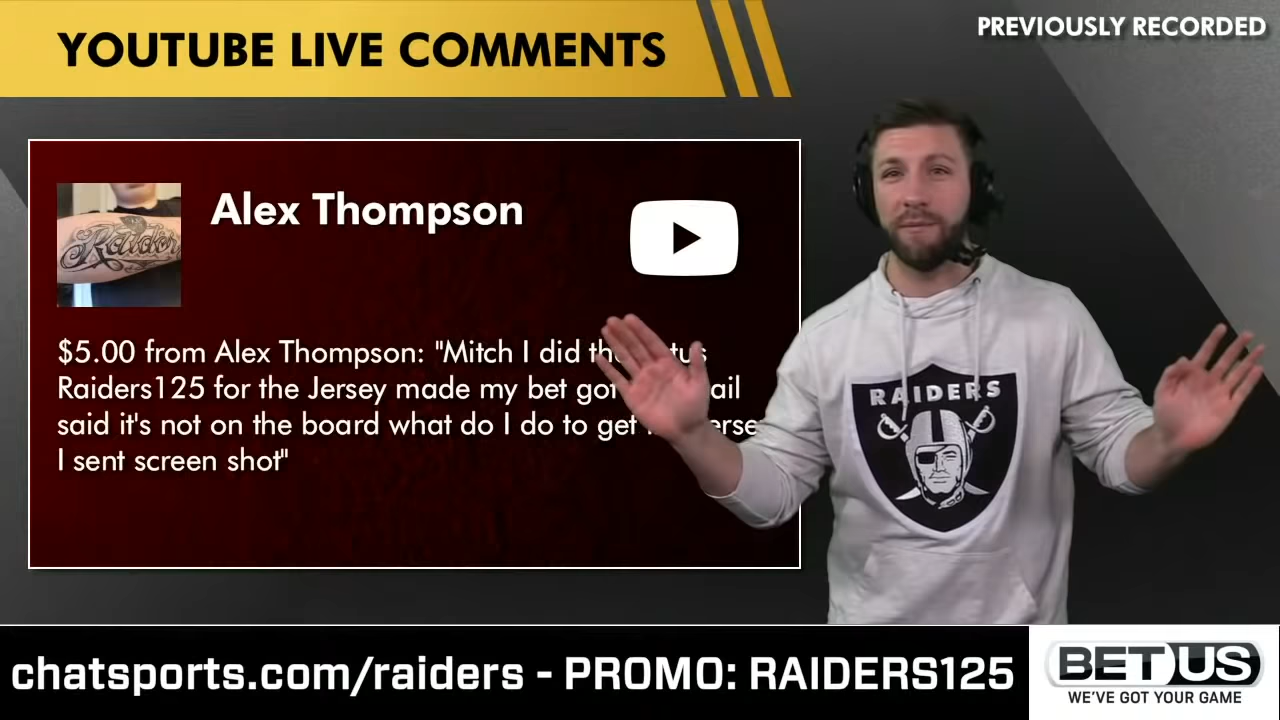 YOUTUBE LIVE COMMENTS
PREVIOUSLY RECORDED
Alex Thompson
Raiders
$5.00 from Alex Thompson: "Mitch I did
Raiders125 for the Jersey made my bet
said it's not on the board what do I do to get
I sent screen shot"
RAIDERS
chatsports.com/raiders - PROMO: RAIDERS125
BETUS
WE'VE GOT YOUR GAME